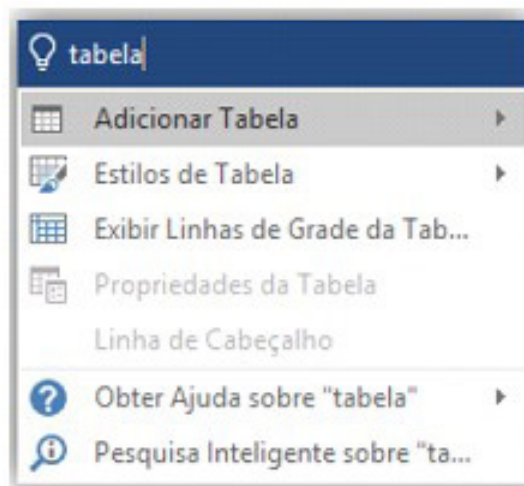 tabela
Adicionar Tabela
Estilos de Tabela
Exibir Linhas de Grade da Tab...
Propriedades da Tabela
Linha de Cabeçalho
Obter Ajuda sobre "tabela"
Pesquisa Inteligente sobre "ta...